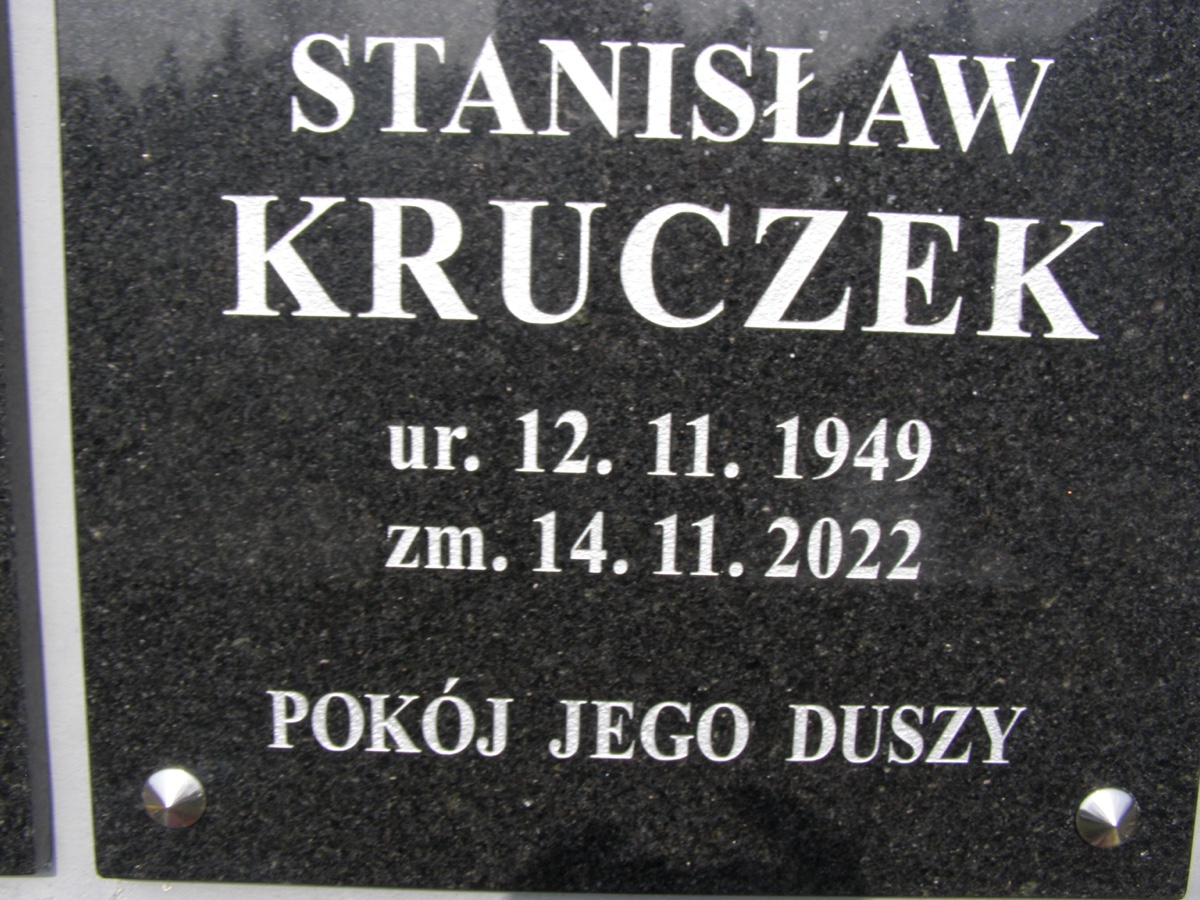 STANISŁAW
KRUCZEK
ur. 12. 11. 1949
zm. 14. 11. 2022
POKÓJ JEGO DUSZY